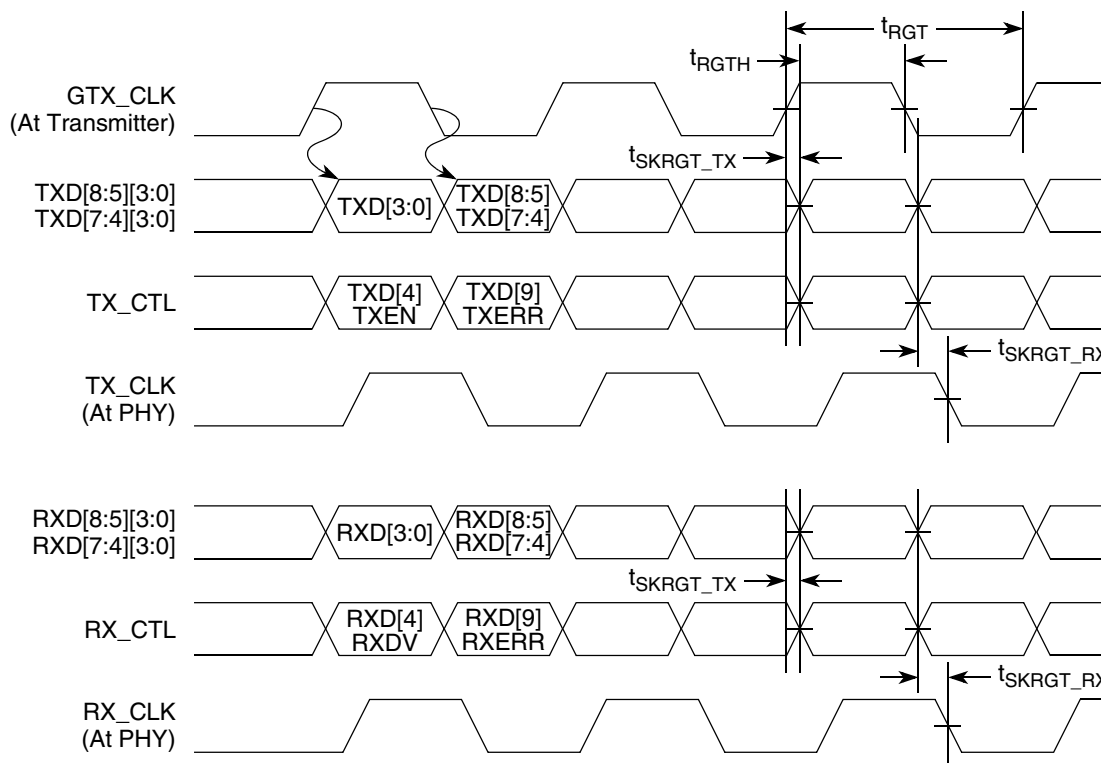 tRGT
tRGTH
GTX_CLK
(At Transmitter)
tSKRGT_TX
TXD[8:5][3:0]
TXD[7:4][3:0]
TXD[3:0]
TXD[8:5]
TXD[7:4]
TX_CTL
TXD[4]
TXEN
TXD[9]
TXERR
tSKRGT_RX
TX_CLK
(At PHY)
RXD[8:5][3:0]
RXD[7:4][3:0]
RXD[3:0]
RXD[8:5]
RXD[7:4]
tSKRGT_TX
RX_CTL
RXD[4]
RXDV
RXD[9]
RXERR
tSKRGT_RX
RX_CLK
(At PHY)